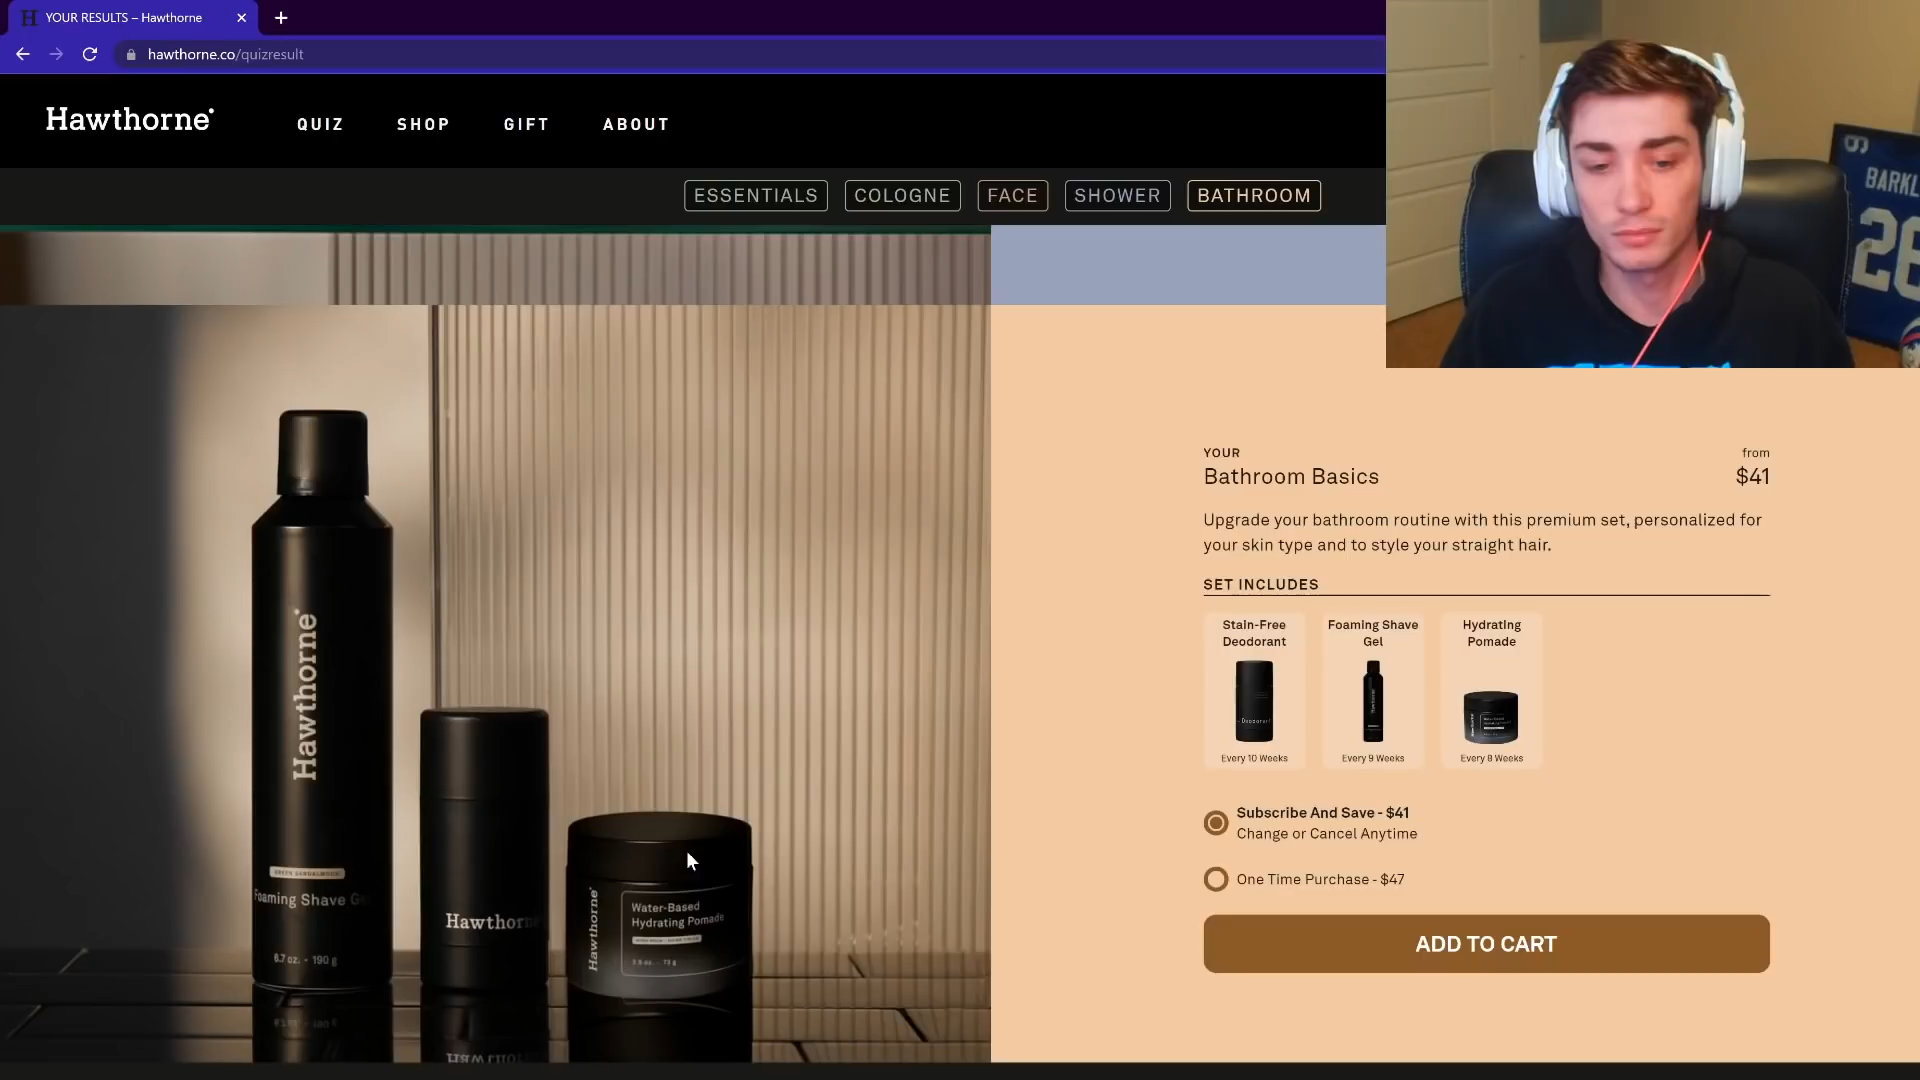 YOUR RESULTS – Hawthorne
hawthorne.co/quizresult
Hawthorne
QUIZ
SHOP
GIFT
ABOUT
ESSENTIALS
COLOGNE
FACE
SHOWER
BATHROOM
BARKL
26
YOUR
from
Bathroom Basics
$41
Upgrade your bathroom routine with this premium set, personalized for
your skin type and to style your straight hair.
SET INCLUDES
Stain-Free
Deodorant
Every 10 Weeks
Foaming Shave
Gel
Every 9 Weeks
Hydrating
Pomade
Every 8 Weeks
Subscribe And Save - $41
Change or Cancel Anytime
One Time Purchase - $47
ADD TO CART
Hawthorne
GREEN SANDALWOOD
Foaming Shave Ge
6.7 oz. - 190 g
Hawthorn
Hawthorne
Water-Based
Hydrating Pomade